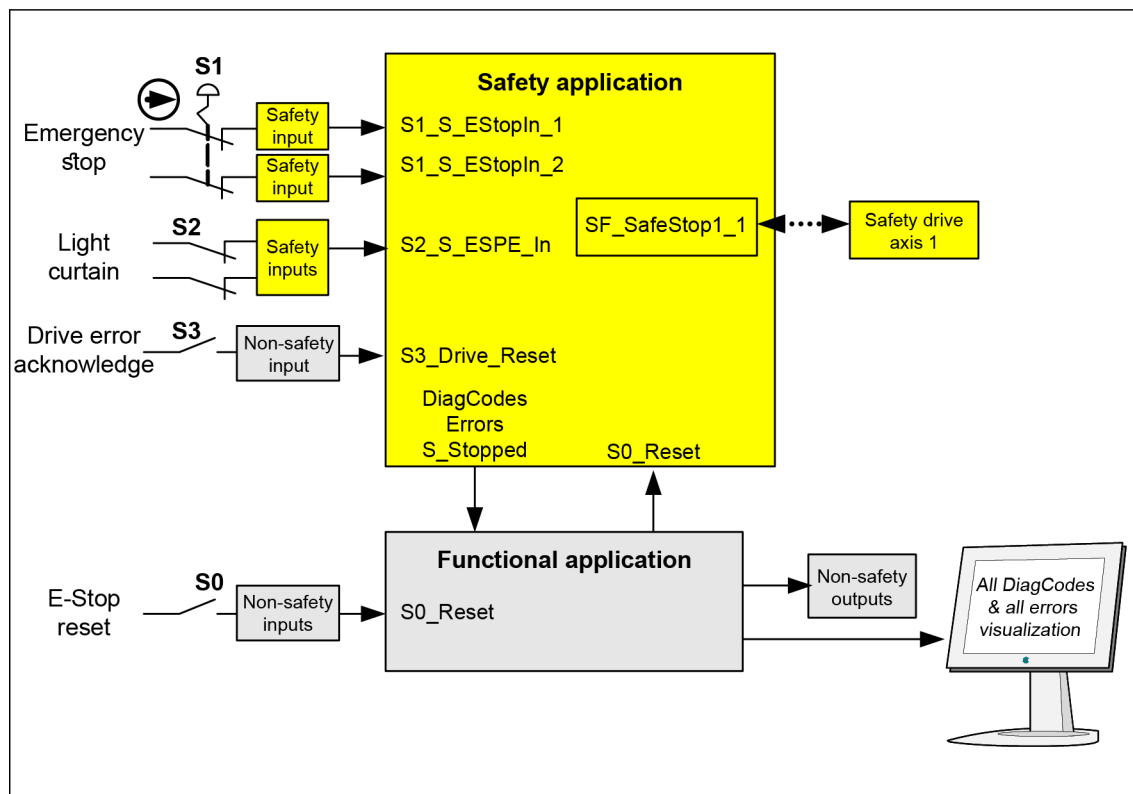 S1
Safety application
Emergency
stop
Safety
input
S1_S_EStopIn_1
Safety
input
S1_S_EStopIn_2
SF_SafeStop1_1
Safety drive
axis 1
S2
Light
curtain
Safety
inputs
S2_S_ESPE_In
Drive error
acknowledge
S3
Non-safety
input
S3_Drive_Reset
DiagCodes
Errors
S_Stopped
S0_Reset
Functional application
E-Stop
reset
S0
Non-safety
inputs
S0_Reset
Non-safety
outputs
All DiagCodes
& all errors
visualization